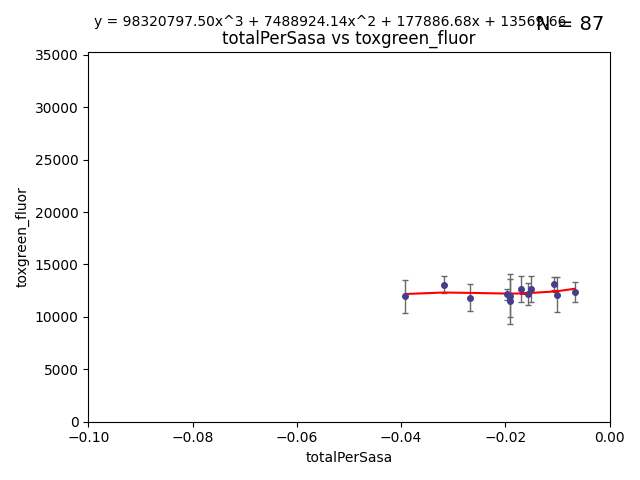 y = 98320797.50x^3 + 7488924.14x^2 + 177886.68x + 13569.66
N = 87
totalPerSasa vs toxgreen_fluor
35000
30000
25000
20000
15000
10000
5000
0
toxgreen_fluor
−0.10 −0.08 −0.06 −0.04 −0.02 0.00
totalPerSasa